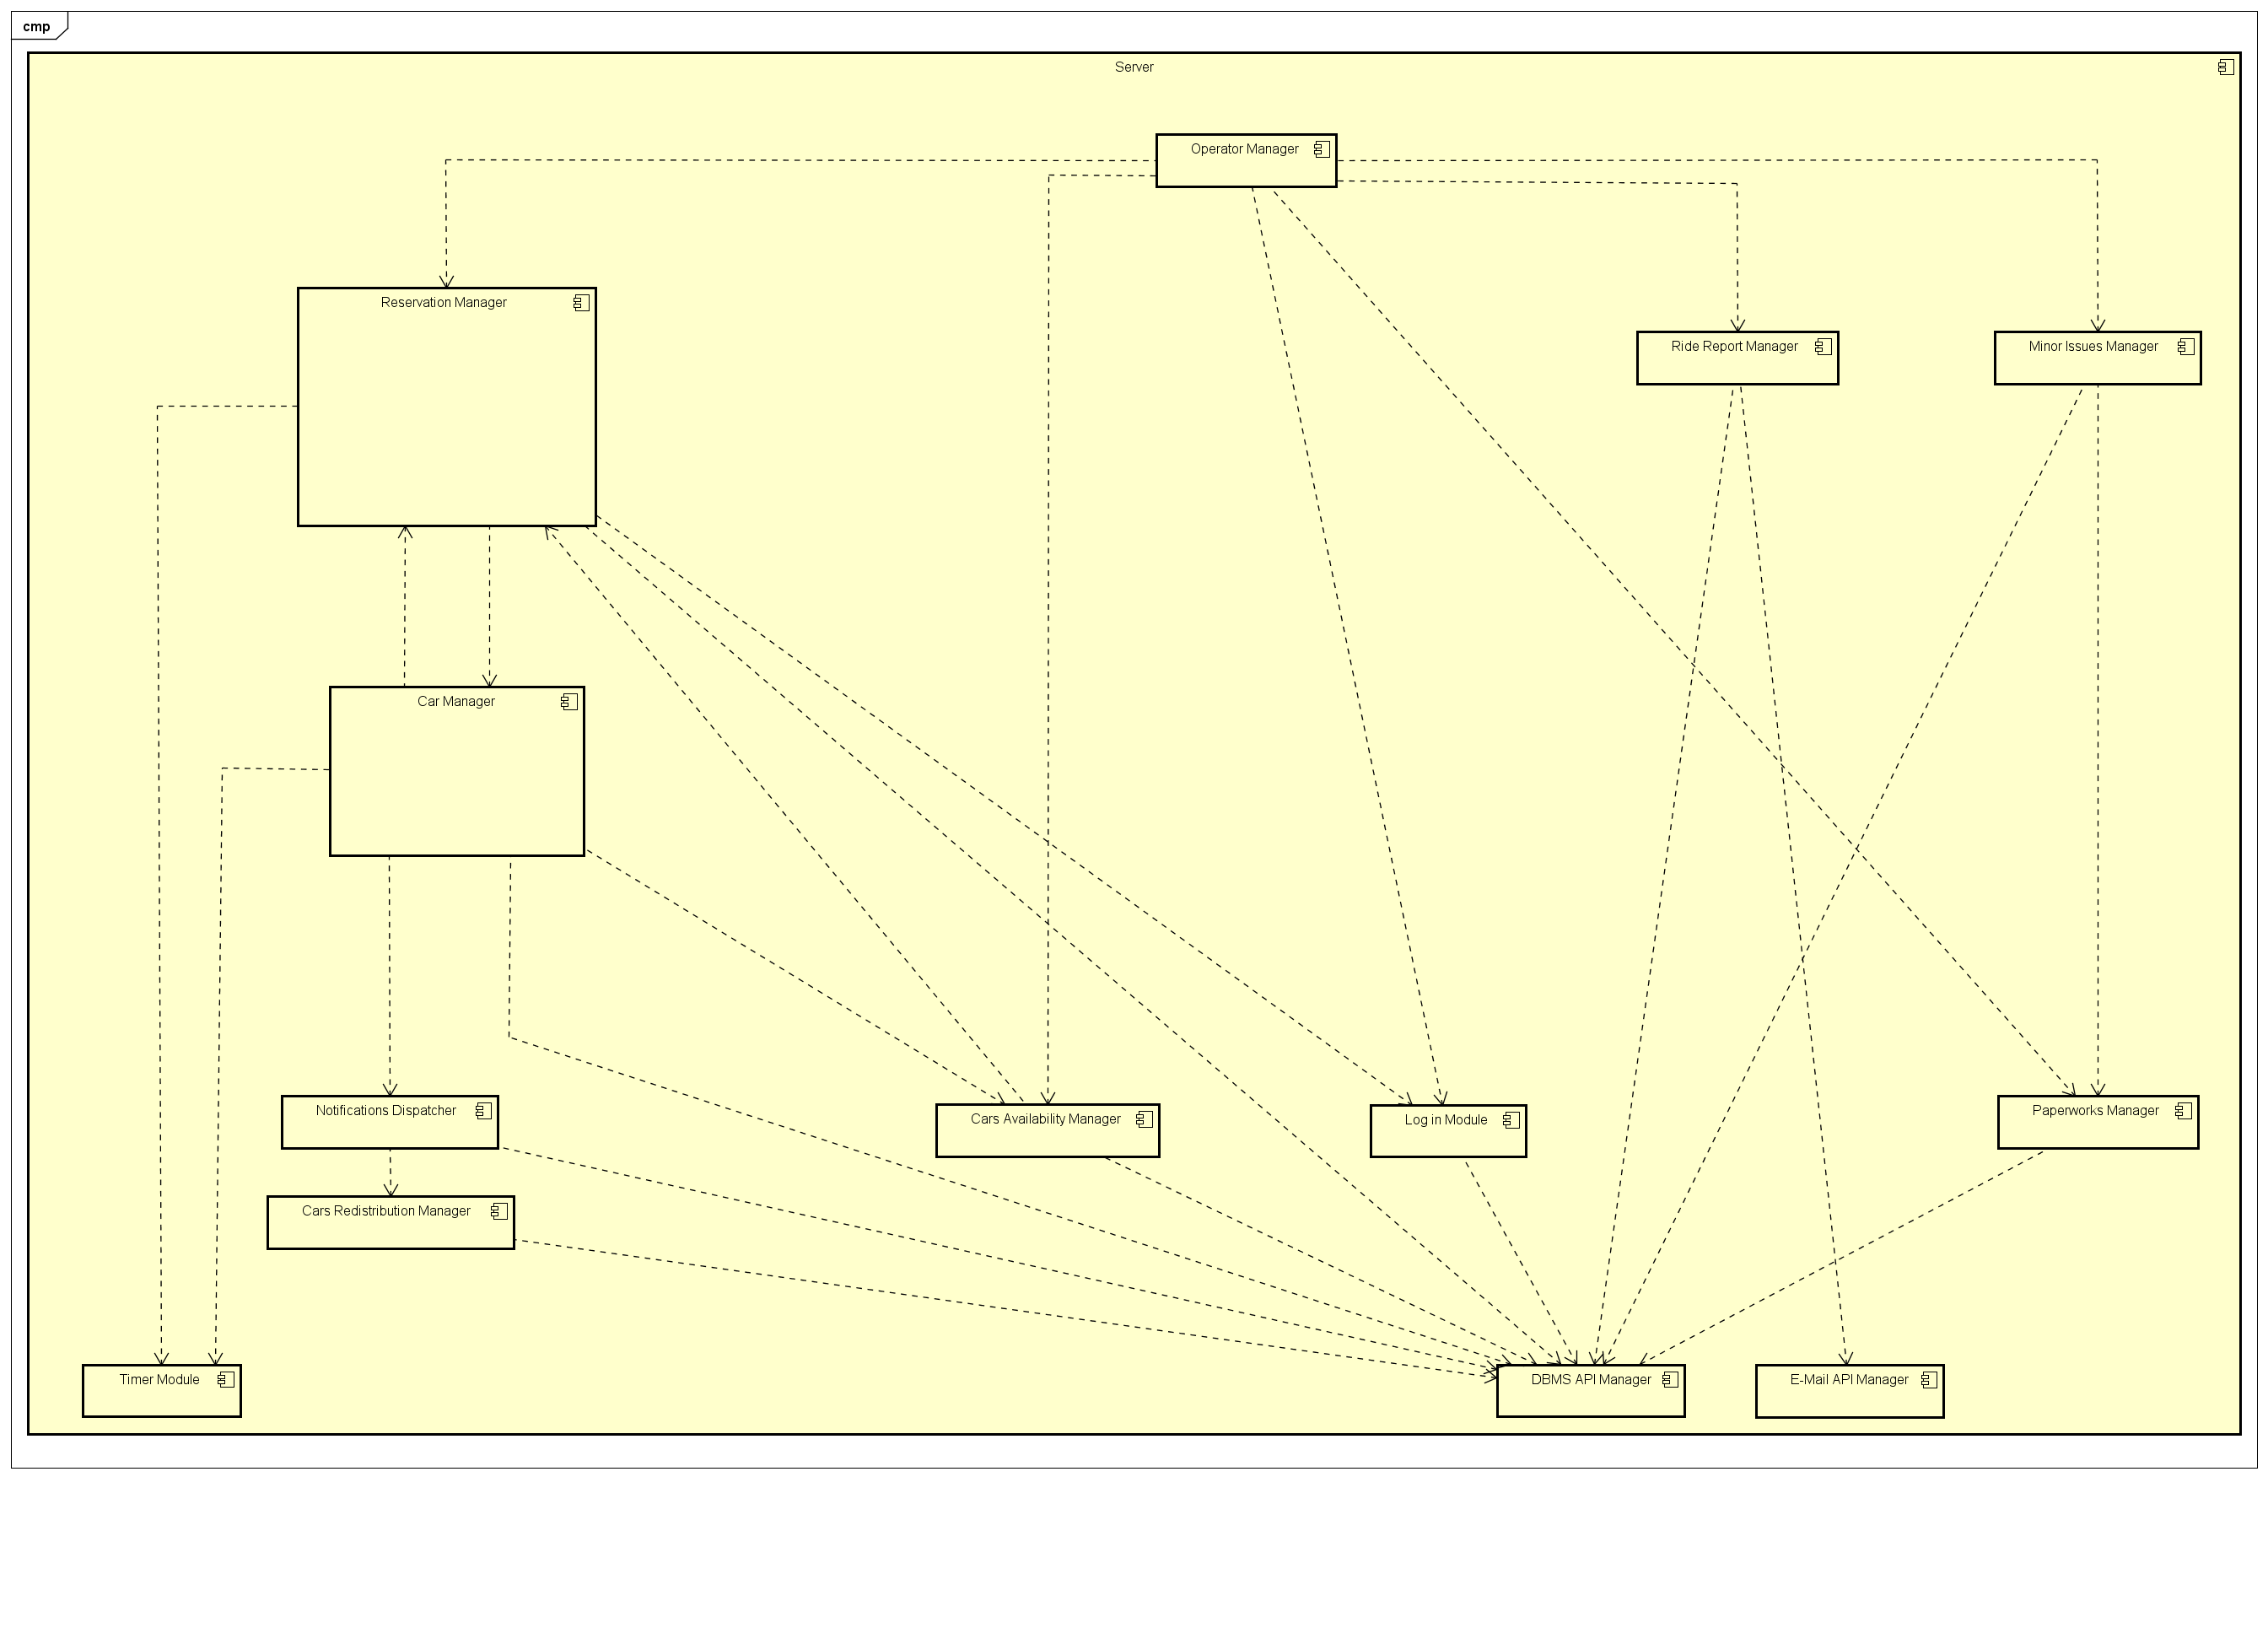 cmp
Server
Operator Manager
Reservation Manager
Ride Report Manager
Minor Issues Manager
Car Manager
Notifications Dispatcher
Cars Availability Manager
Log in Module
Paperworks Manager
Cars Redistribution Manager
Timer Module
DBMS API Manager
E-Mail API Manager